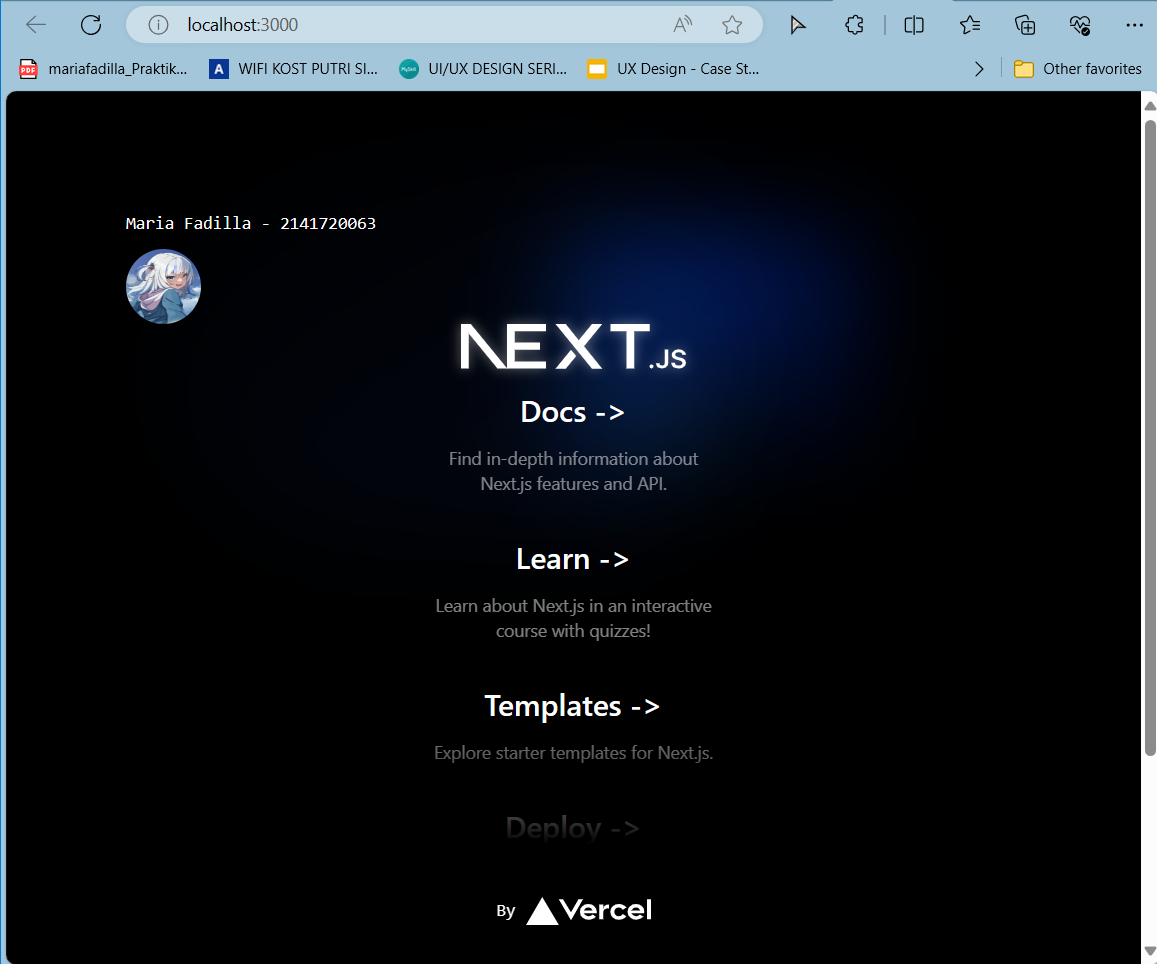 localhost:3000
mariafadilla_Praktik...
WIFI KOST PUTRI SI...
UI/UX DESIGN SERI...
UX Design - Case St...
Other favorites
Maria Fadilla - 2141720063
NEXT.JS
Docs ->
Find in-depth information about
Next.js features and API.
Learn ->
Learn about Next.js in an interactive
course with quizzes!
Templates ->
Explore starter templates for Next.js.
Deploy ->
By Vercel